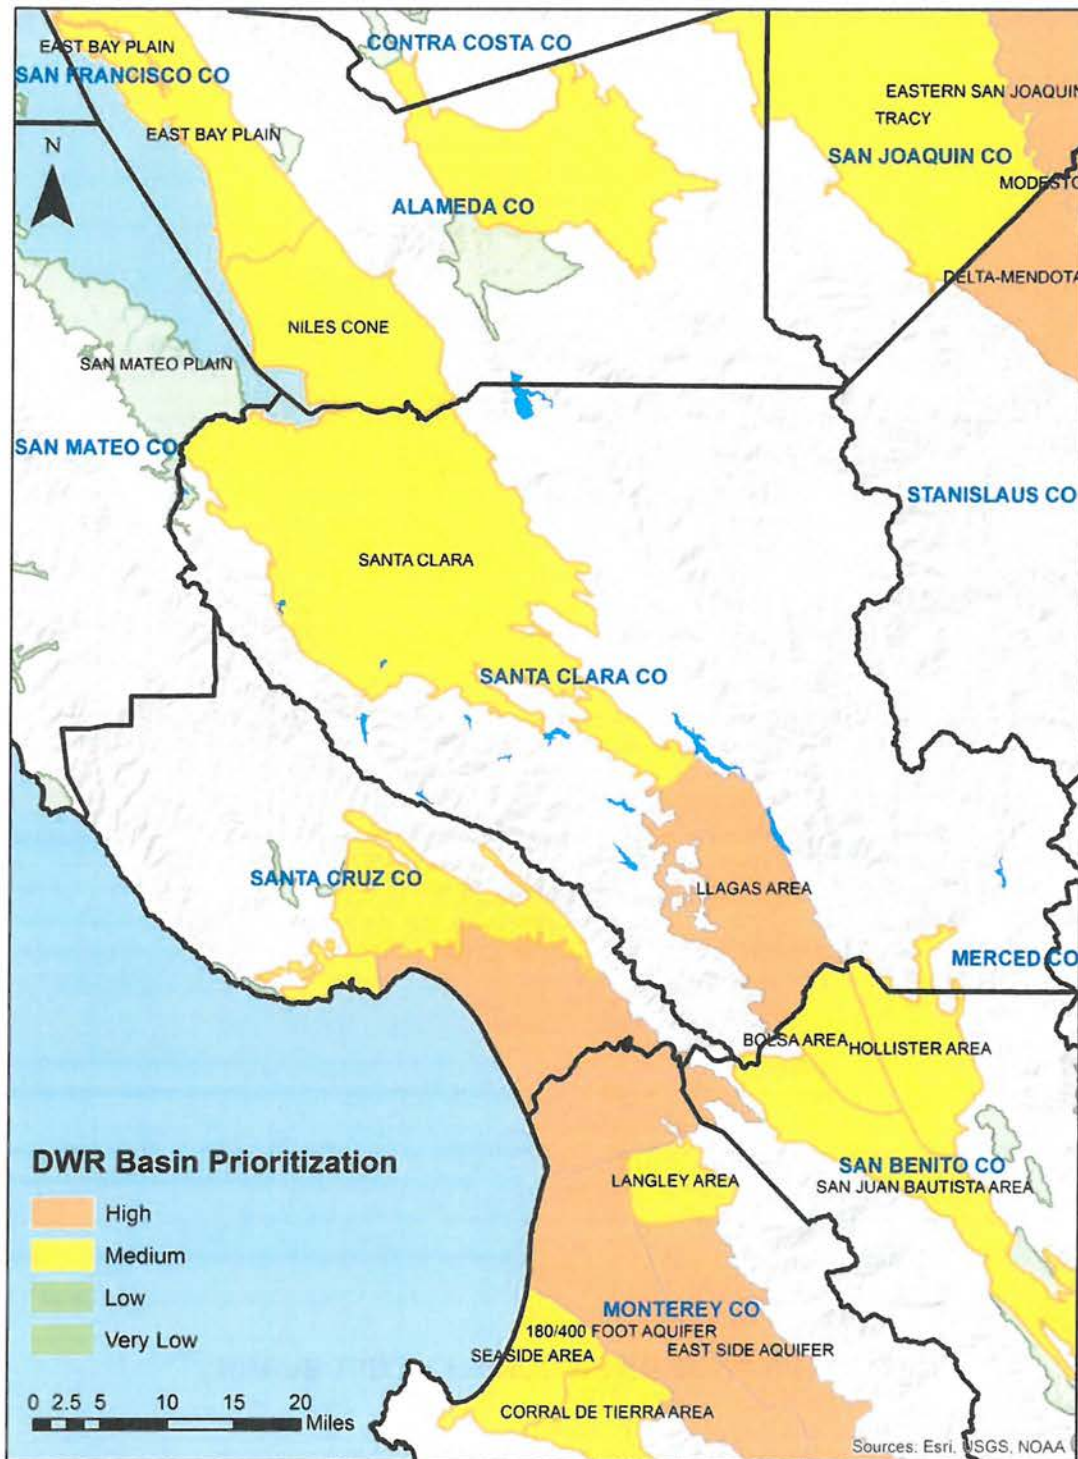 EAST BAY PLAIN
CONTRA COSTA CO
SAN FRANCISCO CO
EASTERN SAN JOAQUIN
TRACY
EAST BAY PLAIN
N
SAN JOAQUIN CO
MODESTO
ALAMEDA CO
DELTA-MENDOTA
NILES CONE
SAN MATEO PLAIN
SAN MATEO CO
STANISLAUS CO
SANTA CLARA
SANTA CLARA CO
SANTA CRUZ CO
LLAGAS AREA
MERCED CO
BOLSA AREA
HOLLISTER AREA
DWR Basin Prioritization
High
Medium
Low
Very Low
SAN BENITO CO
SAN JUAN BAUTISTA AREA
LANGLEY AREA
MONTEREY CO
180/400 FOOT AQUIFER
EAST SIDE AQUIFER
SEASIDE AREA
CORRAL DE TIERRA AREA
0 2.5 5 10 15 20
Miles
Sources: Esri, USGS, NOAA